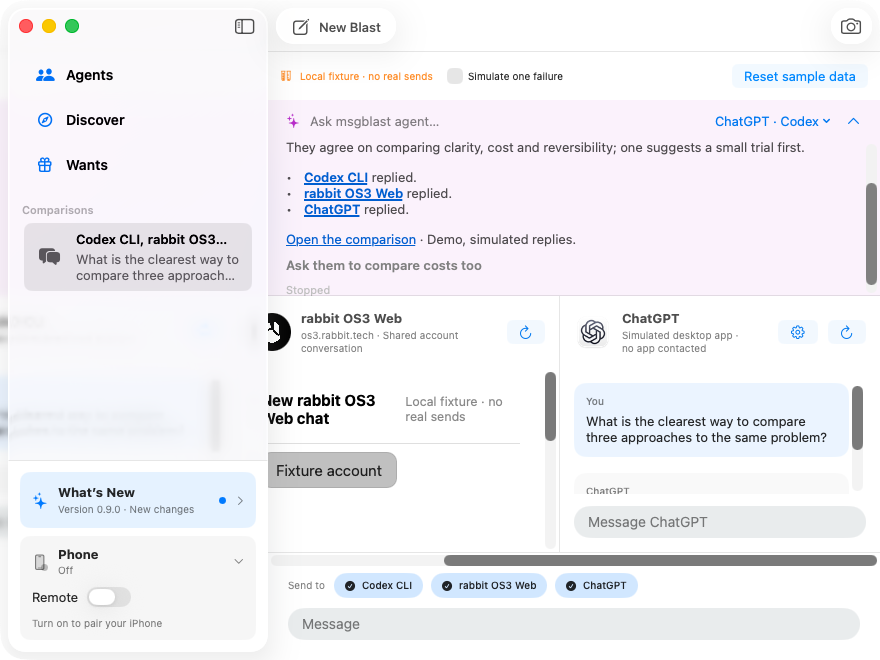 New Blast
Agents
Discover
Wants
Comparisons
Codex CLI, rabbit OS3...
What is the clearest way to
compare three approach...
What's New
Version 0.9.0 · New changes
Phone
Off
Remote
Turn on to pair your iPhone
Local fixture · no real sends
Simulate one failure
Reset sample data
Ask msgblast agent...
ChatGPT · Codex
They agree on comparing clarity, cost and reversibility; one suggests a small trial first.
• Codex CLI replied.
• rabbit OS3 Web replied.
• ChatGPT replied.
Open the comparison · Demo, simulated replies.
Ask them to compare costs too
Stopped
rabbit OS3 Web
os3.rabbit.tech · Shared account
conversation
New rabbit OS3
Web chat
Local fixture · no
real sends
Fixture account
ChatGPT
Simulated desktop app ·
no app contacted
You
What is the clearest way to compare
three approaches to the same problem?
ChatGPT
Message ChatGPT
Send to
Codex CLI
rabbit OS3 Web
ChatGPT
Message